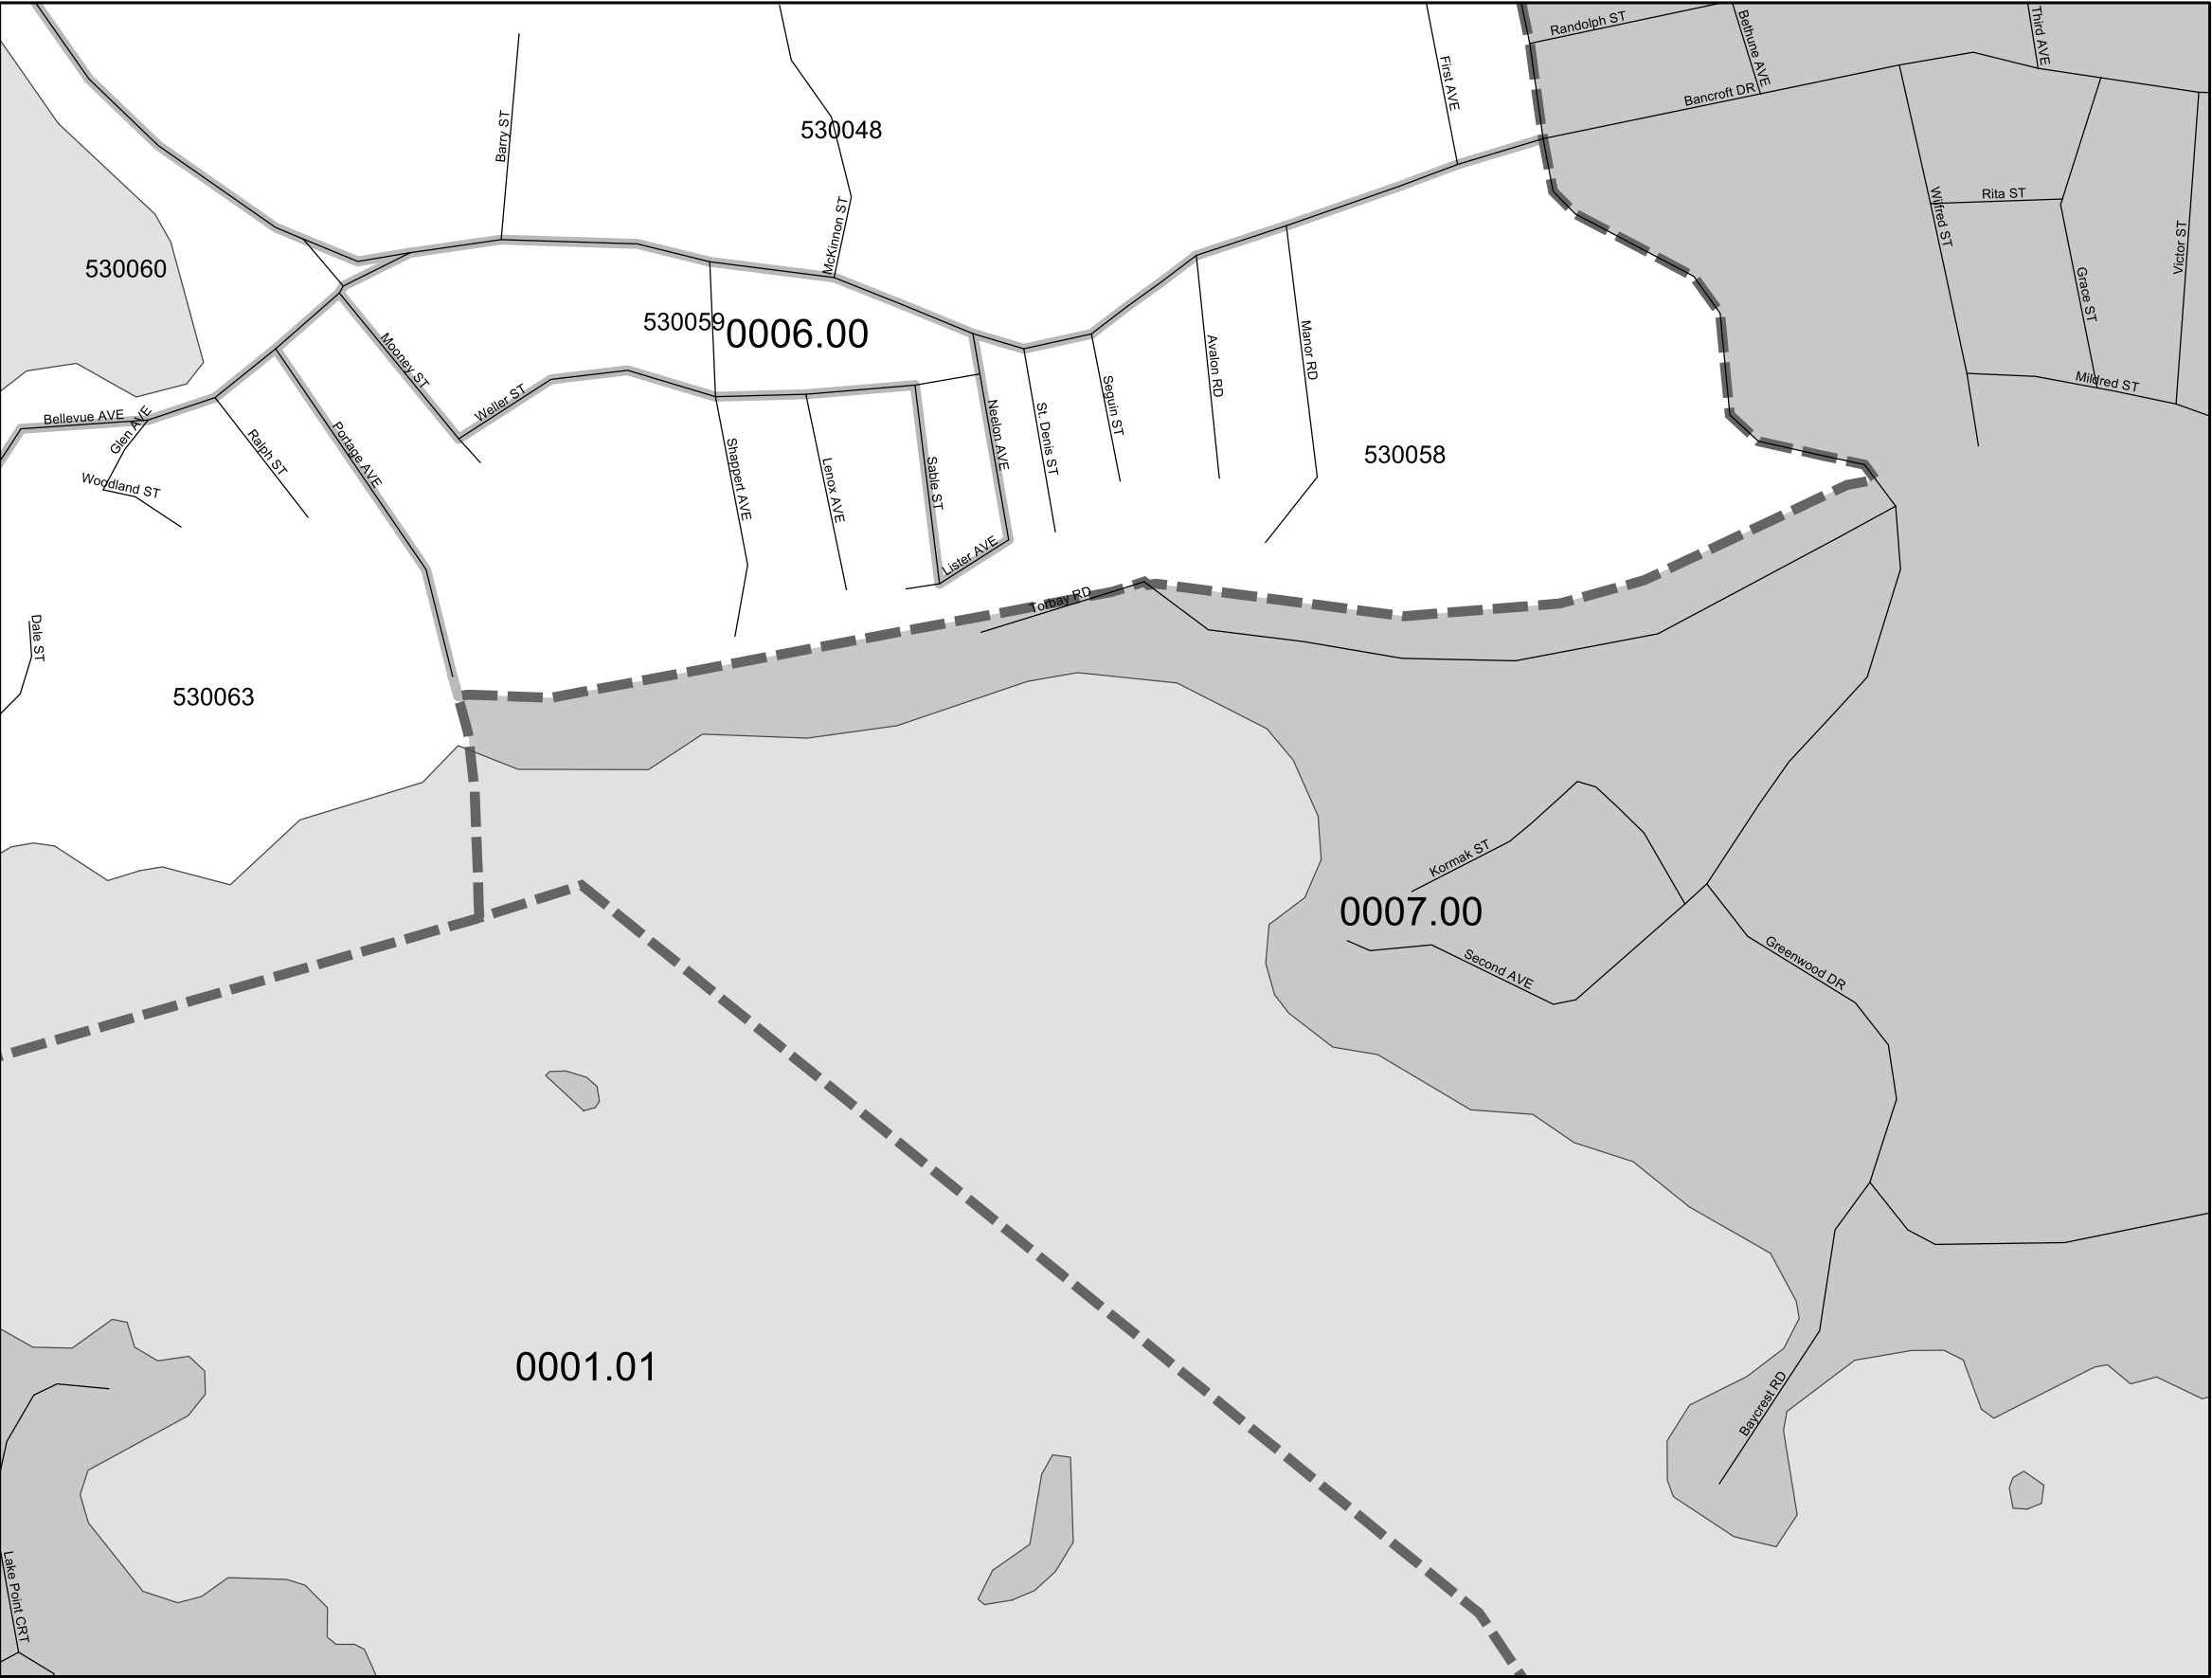 Randolph ST
Bethune AVE
Third AVE
First AVE
Bancroft DR
Barry ST
530048
McKinnon ST
Wilfred ST
Rita ST
Victor ST
Grace ST
530060
530059
0006.00
Mooney ST
Weller ST
Avalon RD
Manor RD
Mildred ST
Bellevue AVE
Glen AVE
Ralph ST
Portage AVE
Woodland ST
Shappert AVE
Lenox AVE
Sable ST
Neelon AVE
St. Denis ST
Seguin ST
530058
Lister AVE
Torbay RD
Dale ST
530063
Kormak ST
0007.00
Second AVE
Greenwood DR
0001.01
Baycrest RD
Lake Point CRT